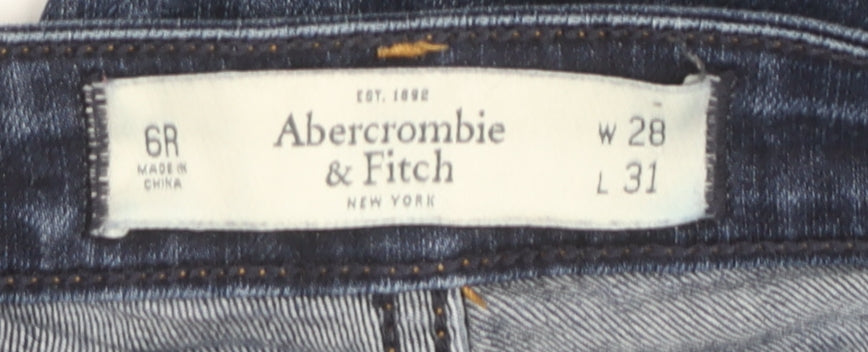 EST. 1892
6R
MADE IN
CHINA
Abercrombie
& Fitch
NEW YORK
W 28
L 31